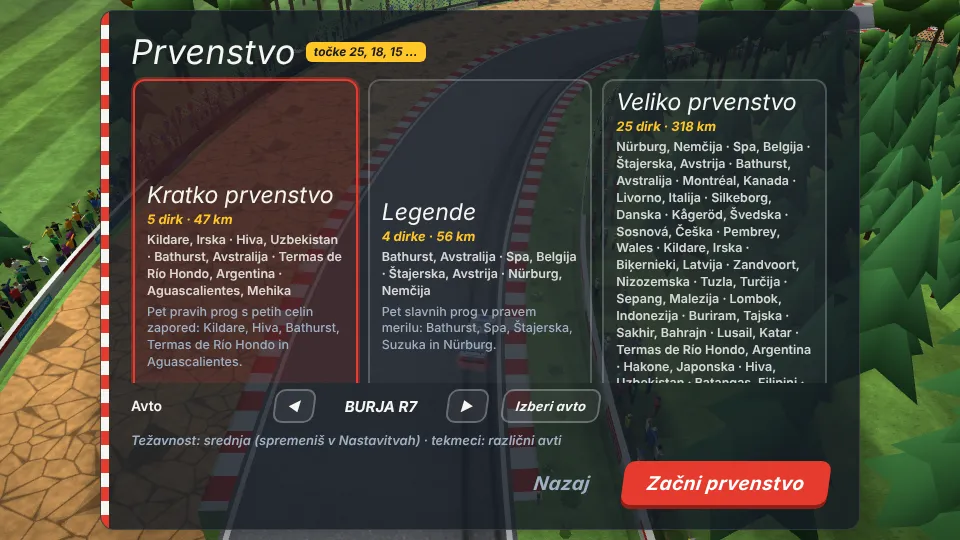 Prvenstvo
točke 25, 18, 15 ...
Kratko prvenstvo
5 dirk · 47 km
Kildare, Irska · Hiva, Uzbekistan
· Bathurst, Avstralija · Termas de
Río Hondo, Argentina ·
Aguascalientes, Mehika
Pet pravih prog s petih celin
zapored: Kildare, Hiva, Bathurst,
Termas de Río Hondo in
Aguascalientes.
Legende
4 dirke · 56 km
Bathurst, Avstralija · Spa, Belgija
· Štajerska, Avstrija · Nürburg,
Nemčija
Pet slavnih prog v pravem
merilu: Bathurst, Spa, Štajerska,
Suzuka in Nürburg.
Veliko prvenstvo
25 dirk · 318 km
Nürburg, Nemčija · Spa, Belgija ·
Štajerska, Avstrija · Bathurst,
Avstralija · Montréal, Kanada ·
Livorno, Italija · Silkeborg,
Danska · Kågeröd, Švedska ·
Sosnová, Češka · Pembrey,
Wales · Kildare, Irska ·
Biķernieki, Latvija · Zandvoort,
Nizozemska · Tuzla, Turčija ·
Sepang, Malezija · Lombok,
Indonezija · Buriram, Tajska ·
Sakhir, Bahrajn · Lusail, Katar ·
Termas de Río Hondo, Argentina
· Hakone, Japonska · Hiva,
Uzbekistan · Batangas, Filipini ·
Avto
◀ BURJA R7 ▶ Izberi avto
Težavnost: srednja (spremeniš v Nastavitvah) · tekmeci: različni avti
Nazaj
Začni prvenstvo